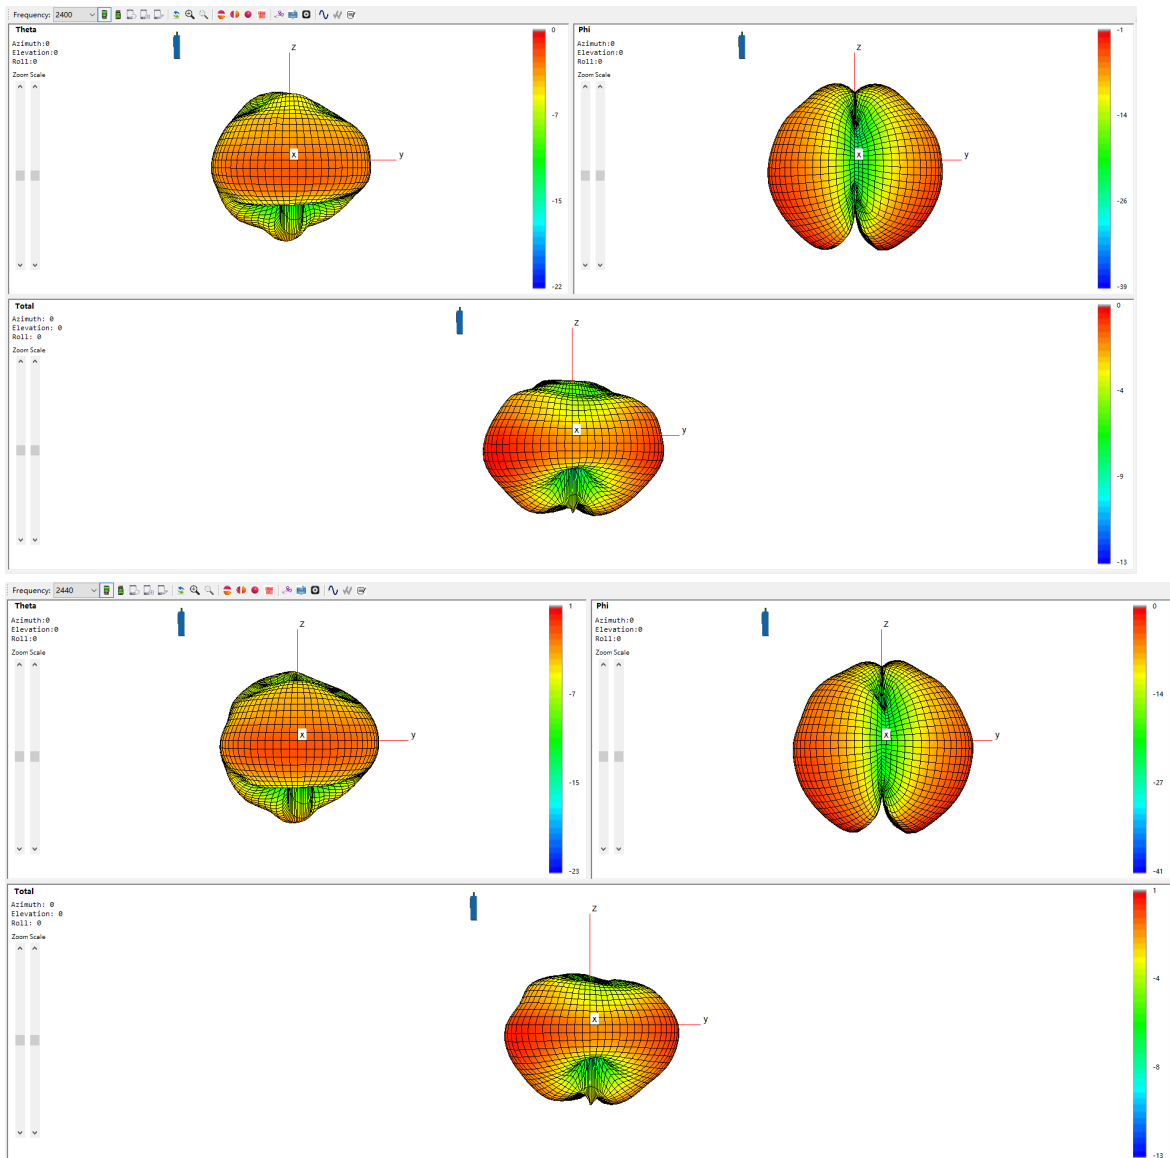 Frequency: 2400
Theta
Azimuth:0
Elevation:0
Roll:0
Zoom Scale
z
x
y
0
-7
-15
-22
Phi
Azimuth:0
Elevation:0
Roll:0
Zoom Scale
z
x
y
-1
-14
-26
-39
Total
Azimuth: 0
Elevation: 0
Roll: 0
Zoom Scale
z
x
y
0
-4
-9
-13
Frequency: 2440
Theta
Azimuth:0
Elevation:0
Roll:0
Zoom Scale
z
x
y
1
-7
-15
-23
Phi
Azimuth:0
Elevation:0
Roll:0
Zoom Scale
z
x
y
0
-14
-27
-41
Total
Azimuth: 0
Elevation: 0
Roll: 0
Zoom Scale
z
x
y
1
-4
-8
-13